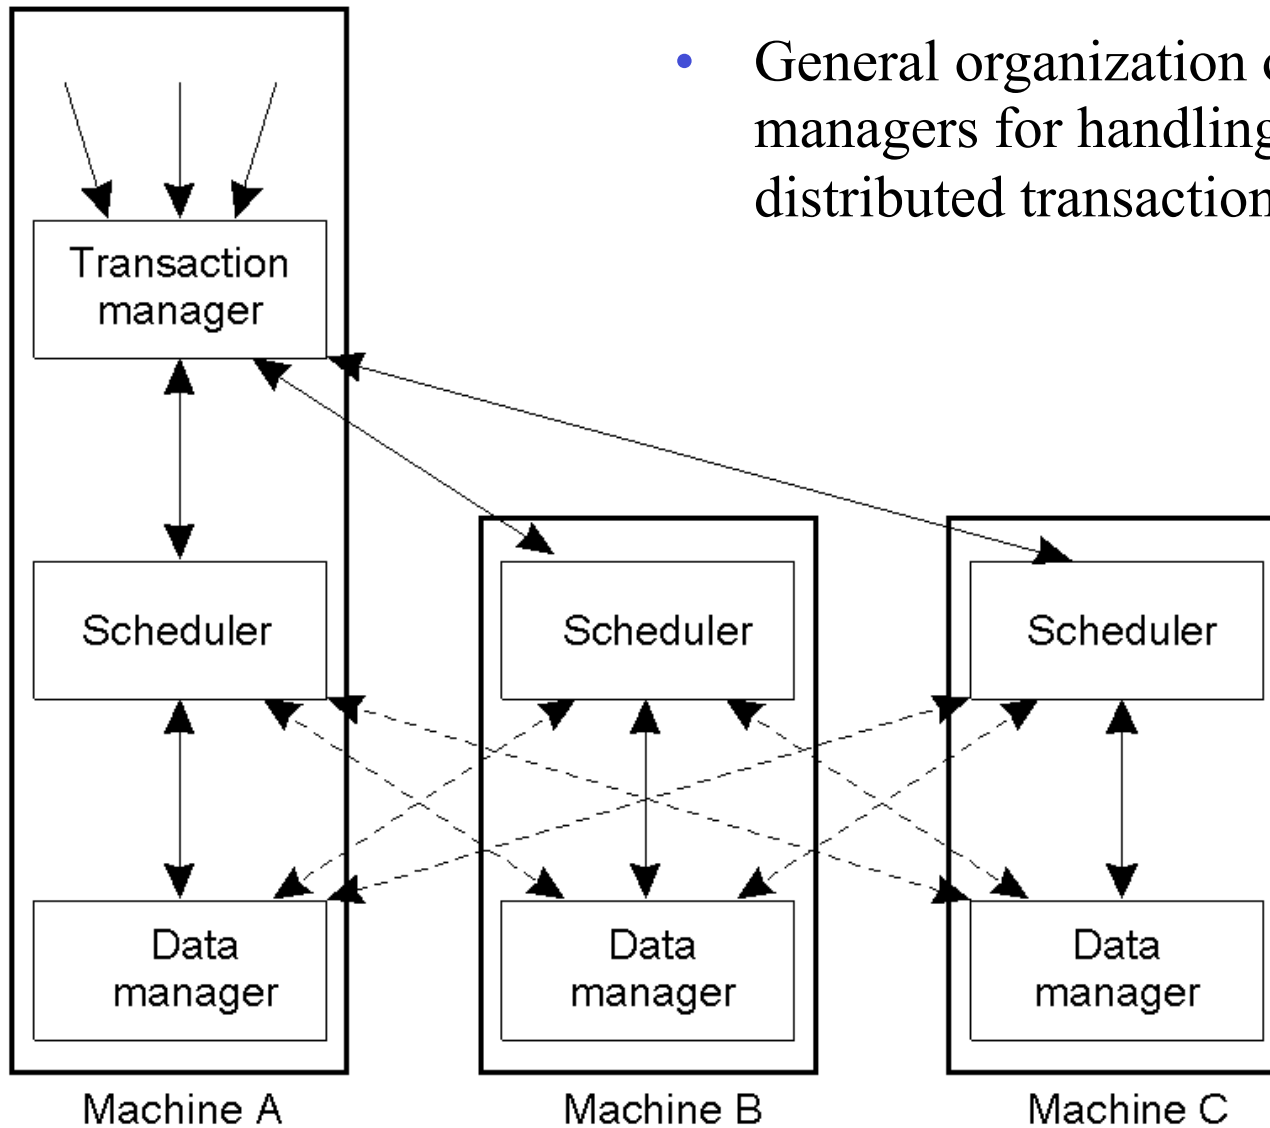 • General organization
managers for handling
distributed transaction
Transaction
manager
Scheduler
Scheduler
Scheduler
Data
manager
Data
manager
Data
manager
Machine A
Machine B
Machine C